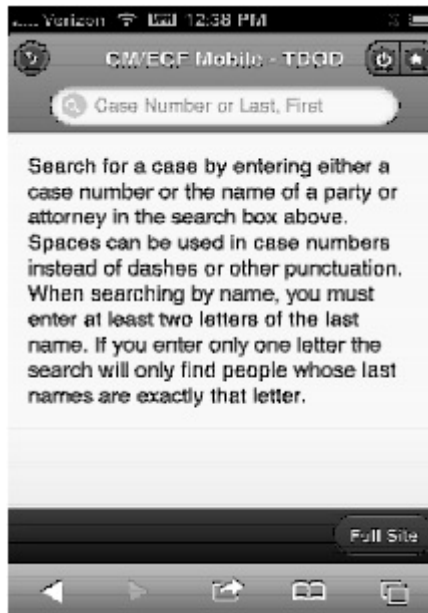 Verizon 12:38 PM
CM/ECF Mobile - TDOD
Case Number or Last, First
Search for a case by entering either a
case number or the name of a party or
attorney in the search box above.
Spaces can be used in case numbers
instead of dashes or other punctuation.
When searching by name, you must
enter at least two letters of the last
name. If you enter only one letter the
search will only find people whose last
names are exactly that letter.
Full Site